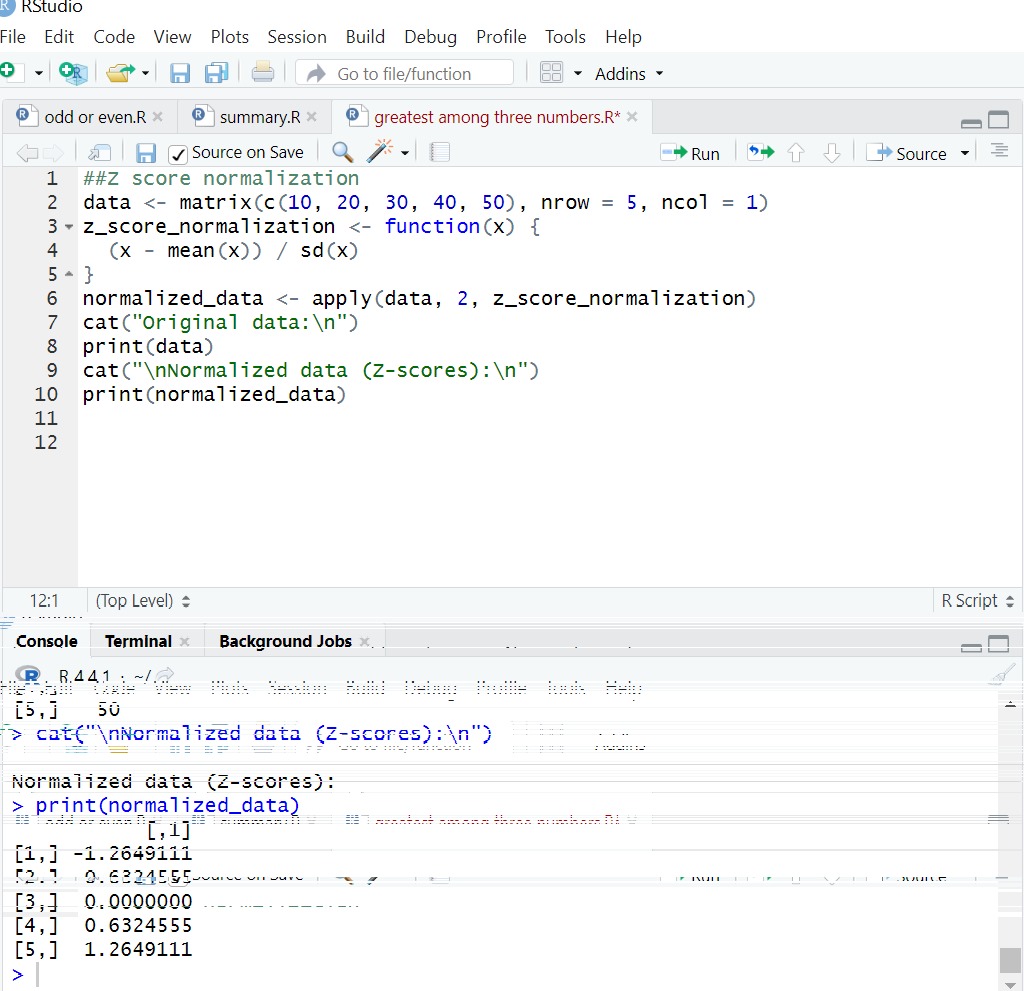 RStudio
File Edit Code View Plots Session Build Debug Profile Tools Help
Go to file/function Addins
odd or even.R summary.R greatest among three numbers.R*
Source on Save Run Source
1 ##Z score normalization
2 data <- matrix(c(10, 20, 30, 40, 50), nrow = 5, ncol = 1)
3 z_score_normalization <- function(x) {
4 (x - mean(x)) / sd(x)
5 }
6 normalized_data <- apply(data, 2, z_score_normalization)
7 cat("Original data:\n")
8 print(data)
9 cat("\nNormalized data (Z-scores):\n")
10 print(normalized_data)
11
12
12:1 (Top Level) R Script
Console Terminal Background Jobs
R 4.4.1 · ~/
[5,] 50
> cat("\nNormalized data (Z-scores):\n")
Normalized data (Z-scores):
> print(normalized_data)
[,1]
[1,] -1.2649111
[2,] 0.6324555
[3,] 0.0000000
[4,] 0.6324555
[5,] 1.2649111
>